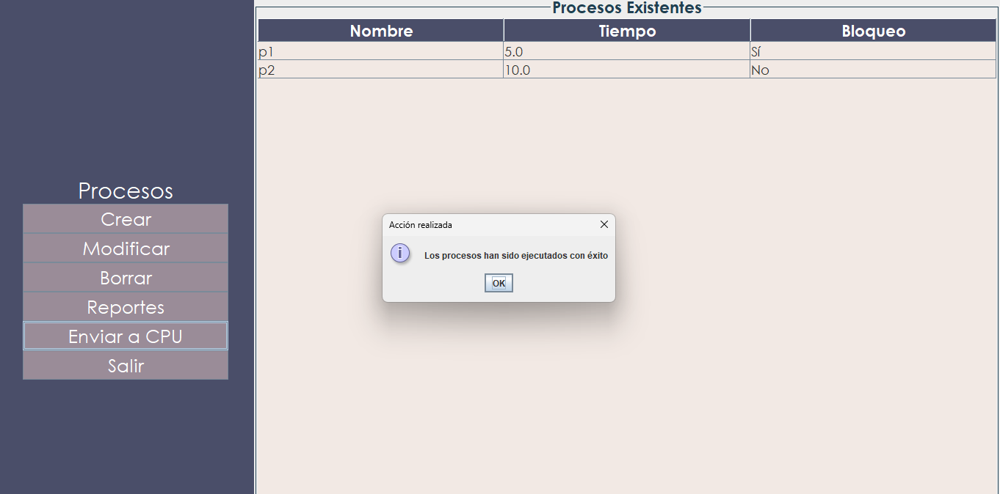 Procesos
Crear
Modificar
Borrar
Reportes
Enviar a CPU
Salir
Procesos Existentes
Nombre Tiempo Bloqueo
p1 5.0 Sí
p2 10.0 No
Acción realizada
Los procesos han sido ejecutados con éxito
OK